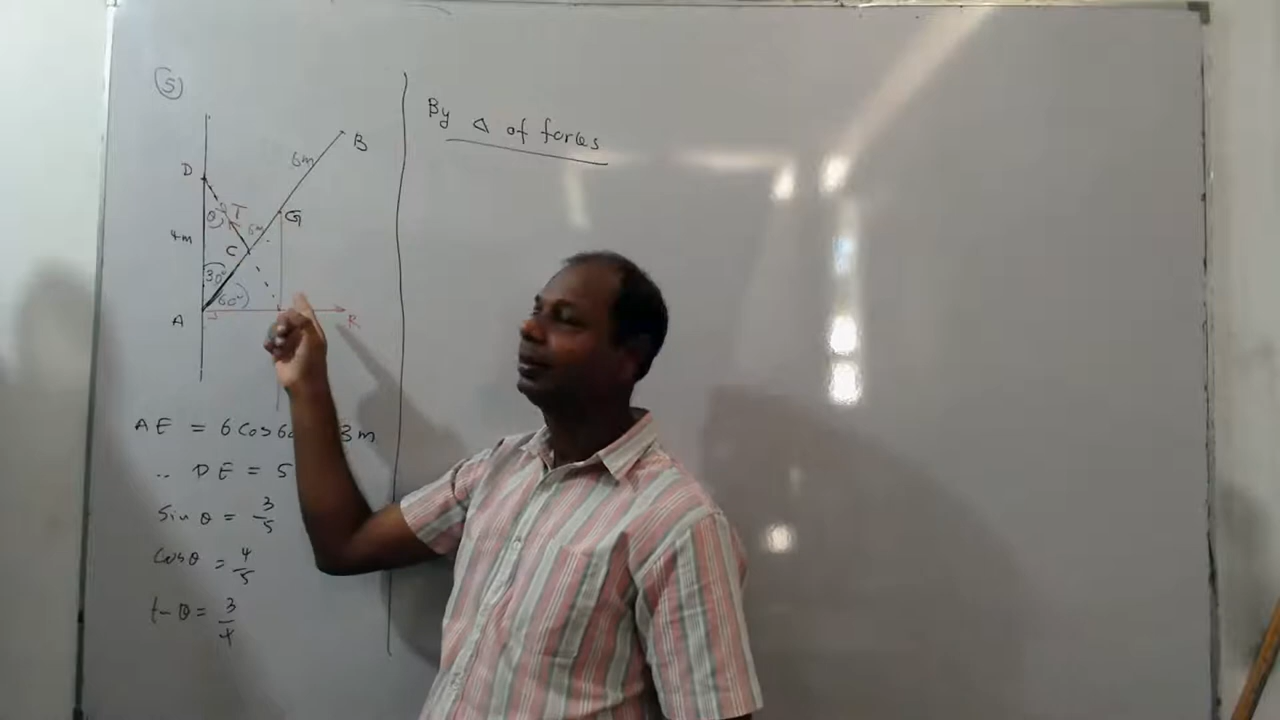 5
B
6m
D
θ
T
G
4m
6m
C
30°
60°
A
R
AE = 6 Cos 60 3m
∴ DE = 5
Sin θ = 3/5
Cos θ = 4/5
t- θ = 3/4
By Δ of forces